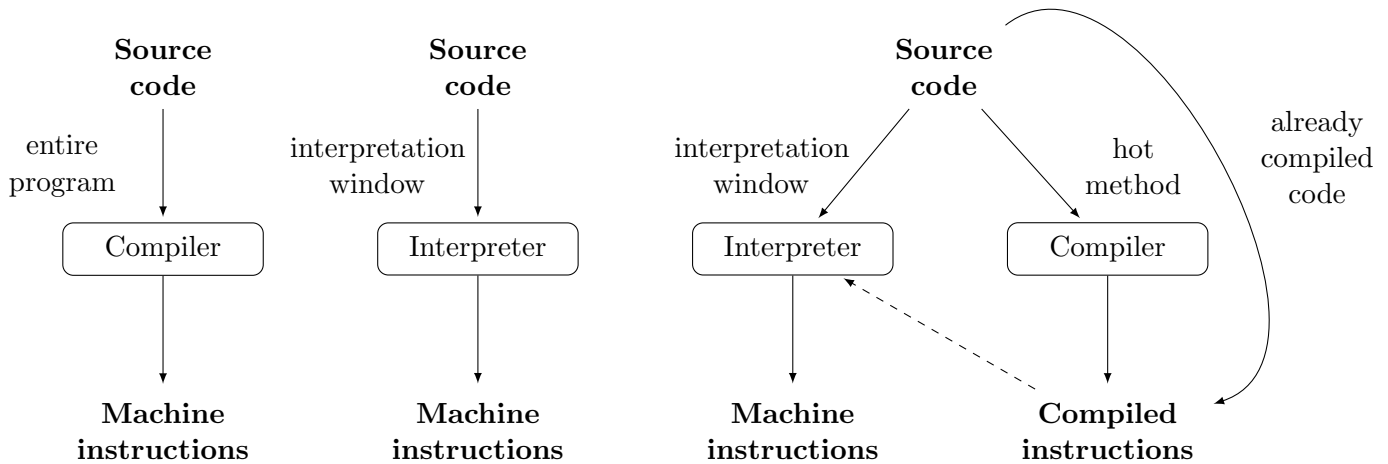 Source
code
entire
program
Compiler
Machine
instructions
Source
code
interpretation
window
Interpreter
Machine
instructions
Source
code
interpretation
window
hot
method
already
compiled
code
Interpreter
Compiler
Machine
instructions
Compiled
instructions